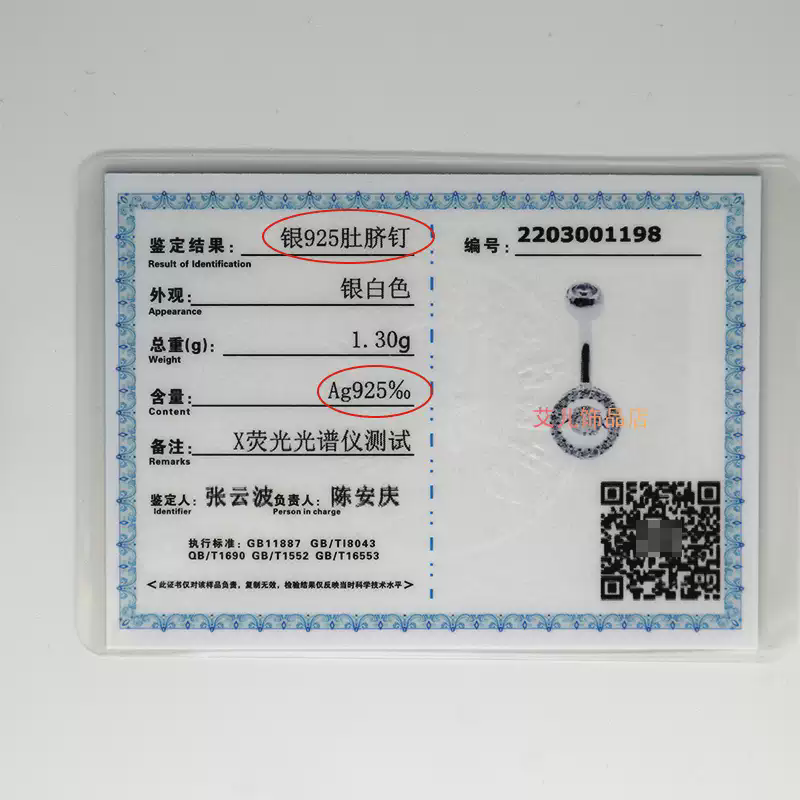 鉴定结果: 银925肚脐钉
Result of Identification
外观: 银白色
Appearance
总重(g): 1.30g
Weight
含量: Ag925‰
Content
备注: X荧光光谱仪测试
Remarks
鉴定人: 张云波 负责人: 陈安庆
Identifier Person in charge
执行标准: GB11887 GB/TI8043
QB/T1690 GB/T1552 GB/T16553
<此证书仅对该样品负责,复制无效,检验结果仅反映当时科学技术水平>
编号: 2203001198
艾儿饰品店